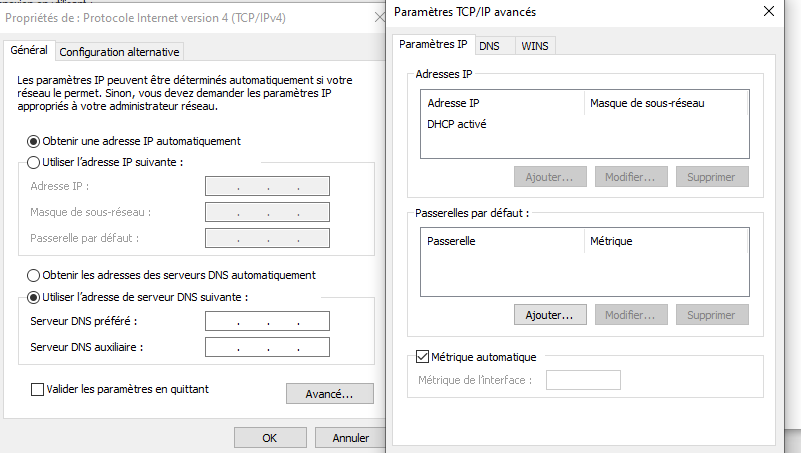 Propriétés de : Protocole Internet version 4 (TCP/IPv4)
Général
Configuration alternative
Les paramètres IP peuvent être déterminés automatiquement si votre
réseau le permet. Sinon, vous devez demander les paramètres IP
appropriés à votre administrateur réseau.
Obtenir une adresse IP automatiquement
Utiliser l'adresse IP suivante :
Adresse IP :
Masque de sous-réseau :
Passerelle par défaut :
Obtenir les adresses des serveurs DNS automatiquement
Utiliser l'adresse de serveur DNS suivante :
Serveur DNS préféré :
Serveur DNS auxiliaire :
Valider les paramètres en quittant
Avancé...
OK
Annuler
Paramètres TCP/IP avancés
Paramètres IP
DNS
WINS
Adresses IP
Adresse IP
Masque de sous-réseau
DHCP activé
Ajouter...
Modifier...
Supprimer
Passerelles par défaut :
Passerelle
Métrique
Ajouter...
Modifier...
Supprimer
Métrique automatique
Métrique de l'interface :